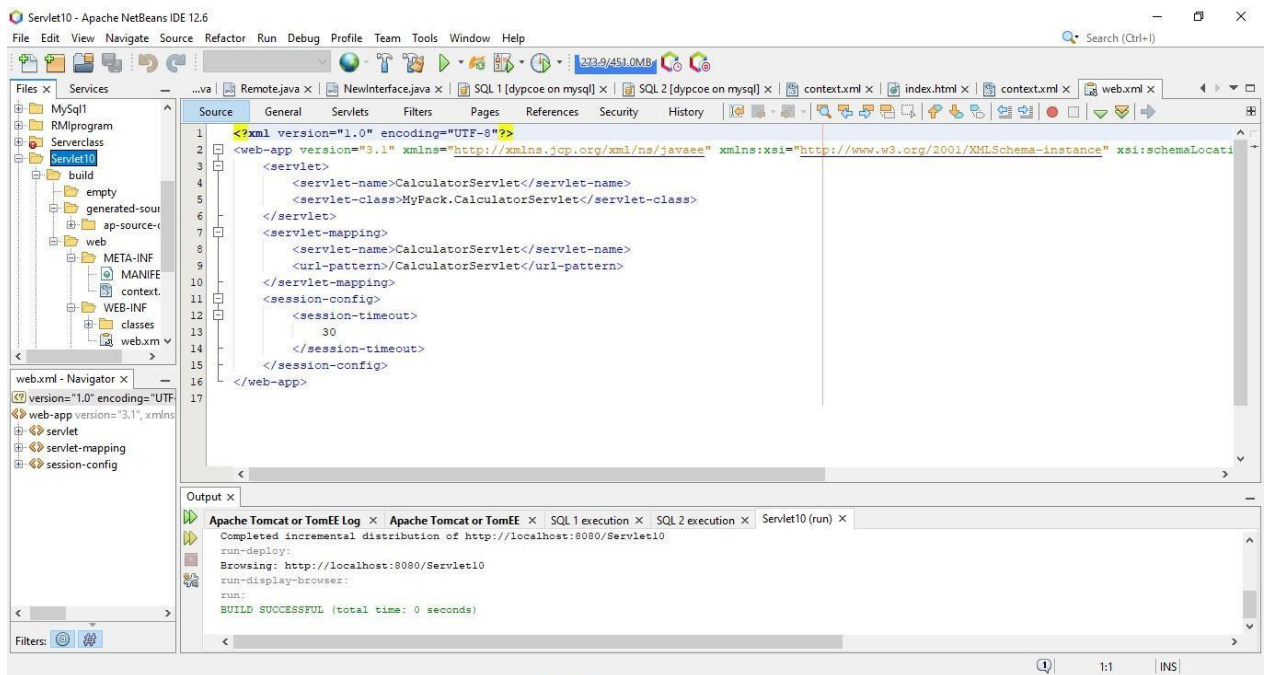 Servlet10 - Apache NetBeans IDE 12.6
File Edit View Navigate Source Refactor Run Debug Profile Team Tools Window Help
Search (Ctrl+I)
273.9/451.0MB
Files Services
...va Remote.java NewInterface.java SQL 1 [dypcoe on mysql] SQL 2 [dypcoe on mysql] context.xml index.html context.xml web.xml
Source General Servlets Filters Pages References Security History
MySql1
RMIprogram
Serverclass
Servlet10
build
empty
generated-sour
ap-source-
web
META-INF
MANIFE
context.
WEB-INF
classes
web.xm
1 <?xml version="1.0" encoding="UTF-8"?>
2 <web-app version="3.1" xmlns="http://xmlns.jcp.org/xml/ns/javaee" xmlns:xsi="http://www.w3.org/2001/XMLSchema-instance" xsi:schemaLocati
3 <servlet>
4 <servlet-name>CalculatorServlet</servlet-name>
5 <servlet-class>MyPack.CalculatorServlet</servlet-class>
6 </servlet>
7 <servlet-mapping>
8 <servlet-name>CalculatorServlet</servlet-name>
9 <url-pattern>/CalculatorServlet</url-pattern>
10 </servlet-mapping>
11 <session-config>
12 <session-timeout>
13 30
14 </session-timeout>
15 </session-config>
16 </web-app>
17
web.xml - Navigator
version="1.0" encoding="UTF-
web-app version="3.1", xmlns
servlet
servlet-mapping
session-config
Filters:
Output
Apache Tomcat or TomEE Log Apache Tomcat or TomEE SQL 1 execution SQL 2 execution Servlet10 (run)
Completed incremental distribution of http://localhost:8080/Servlet10
run-deploy:
Browsing: http://localhost:8080/Servlet10
run-display-browser:
run:
BUILD SUCCESSFUL (total time: 0 seconds)
1 1:1 INS